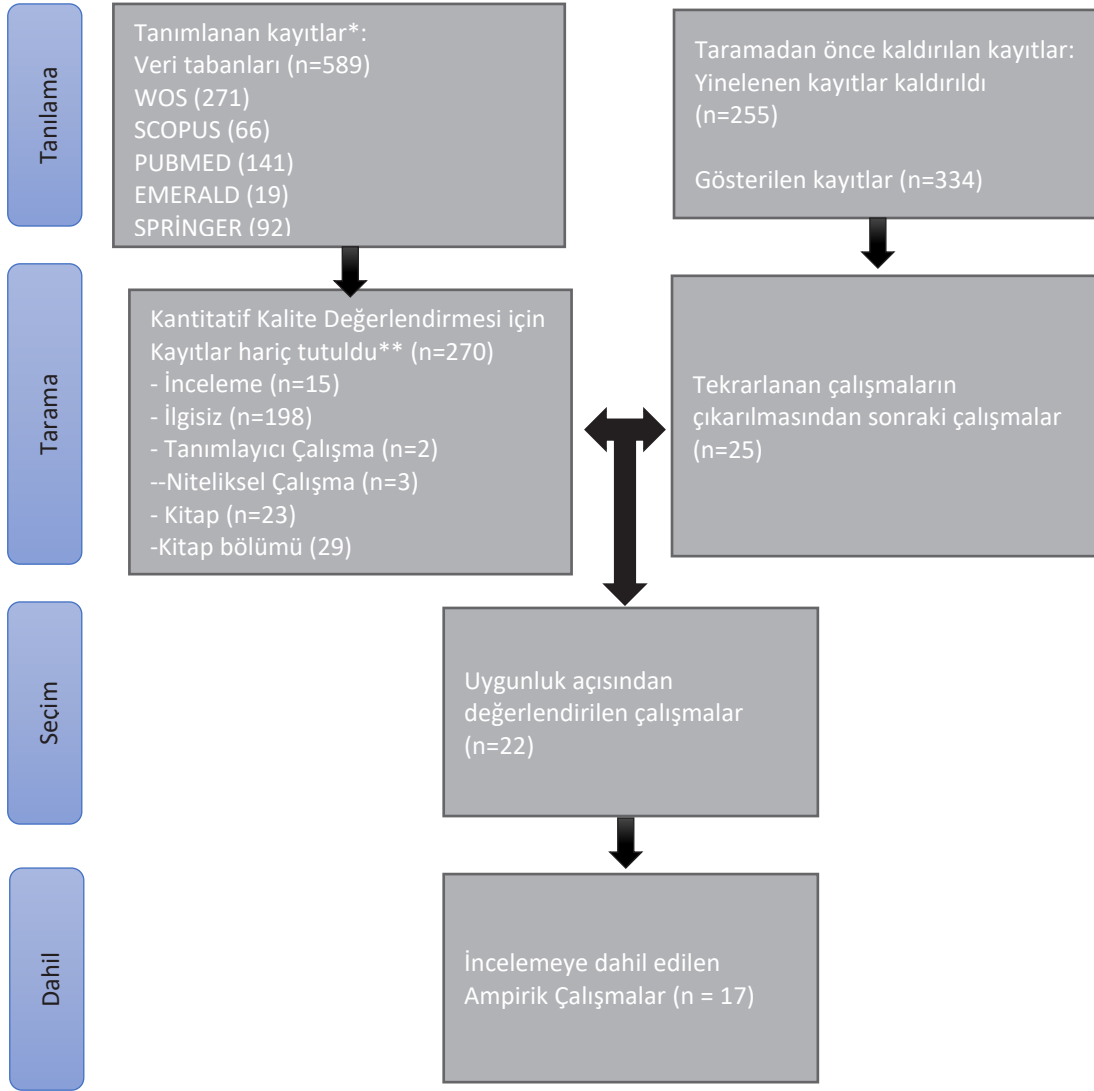 Tanılama
Tanımlanan kayıtlar*:
Veri tabanları (n=589)
WOS (271)
SCOPUS (66)
PUBMED (141)
EMERALD (19)
SPRİNGER (92)
Taramadan önce kaldırılan kayıtlar:
Yinelenen kayıtlar kaldırıldı
(n=255)
Gösterilen kayıtlar (n=334)
Tarama
Kantitatif Kalite Değerlendirmesi için
Kayıtlar hariç tutuldu** (n=270)
- İnceleme (n=15)
- İlgisiz (n=198)
- Tanımlayıcı Çalışma (n=2)
--Niteliksel Çalışma (n=3)
- Kitap (n=23)
-Kitap bölümü (29)
Tekrarlanan çalışmaların
çıkarılmasından sonraki çalışmalar
(n=25)
Seçim
Uygunluk açısından
değerlendirilen çalışmalar
(n=22)
Dahil
İncelemeye dahil edilen
Ampirik Çalışmalar (n = 17)